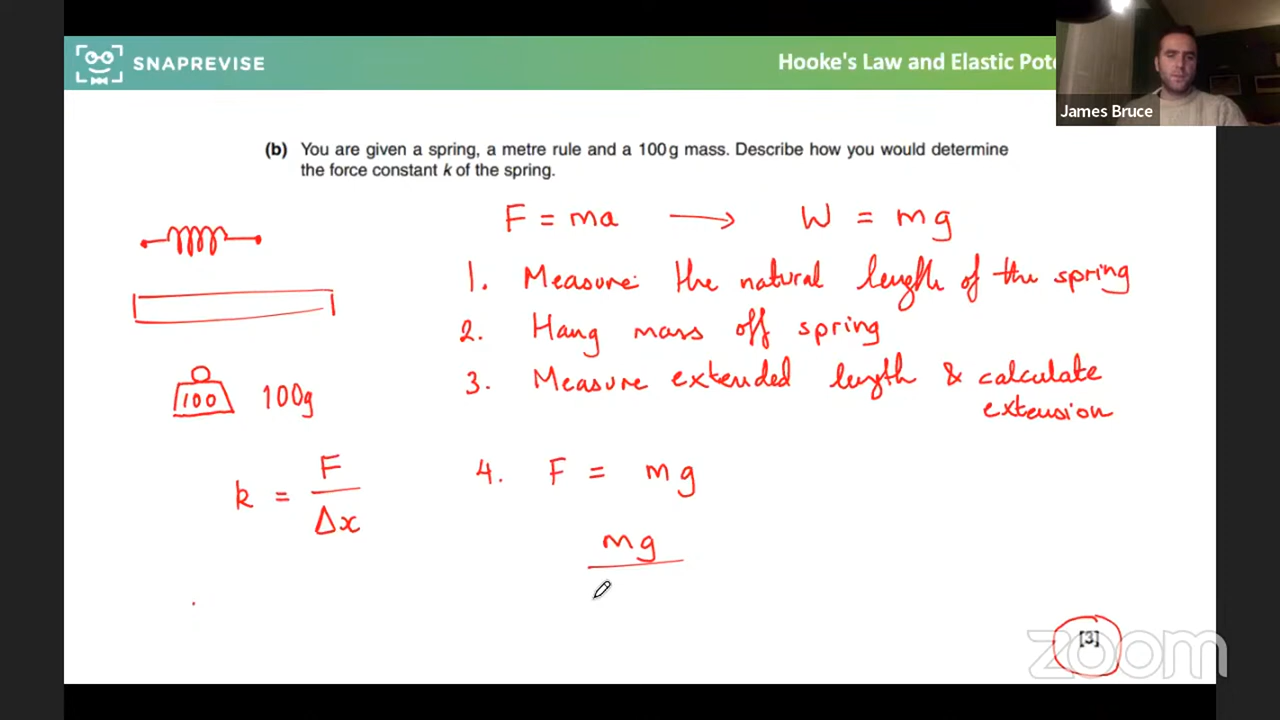 SNAPREVISE
Hooke's Law and Elastic Pote
James Bruce
(b) You are given a spring, a metre rule and a 100 g mass. Describe how you would determine
the force constant k of the spring.
F = ma → W = mg
1. Measure the natural length of the spring
2. Hang mass off spring
3. Measure extended length & calculate
extension
100 100g
k = F / Δx
4. F = mg
mg
[3]
zoom